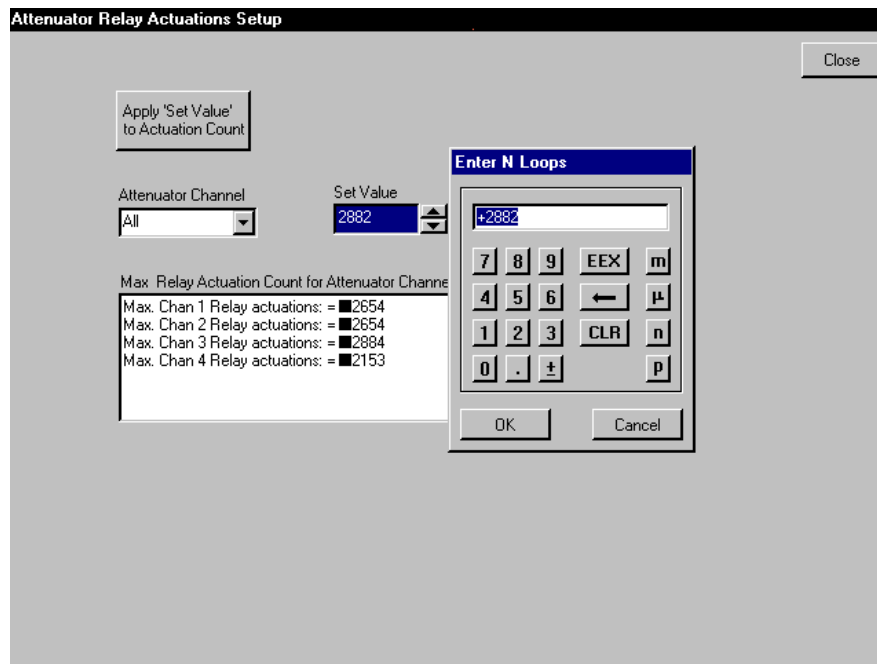 Attenuator Relay Actuations Setup
Close
Apply 'Set Value'
to Actuation Count
Attenuator Channel
All
Set Value
2882
Max Relay Actuation Count for Attenuator Channe
Max. Chan 1 Relay actuations: = ■2654
Max. Chan 2 Relay actuations: = ■2654
Max. Chan 3 Relay actuations: = ■2884
Max. Chan 4 Relay actuations: = ■2153
Enter N Loops
+2882
7 8 9 EEX m
4 5 6 ← µ
1 2 3 CLR n
0 . ± p
OK Cancel